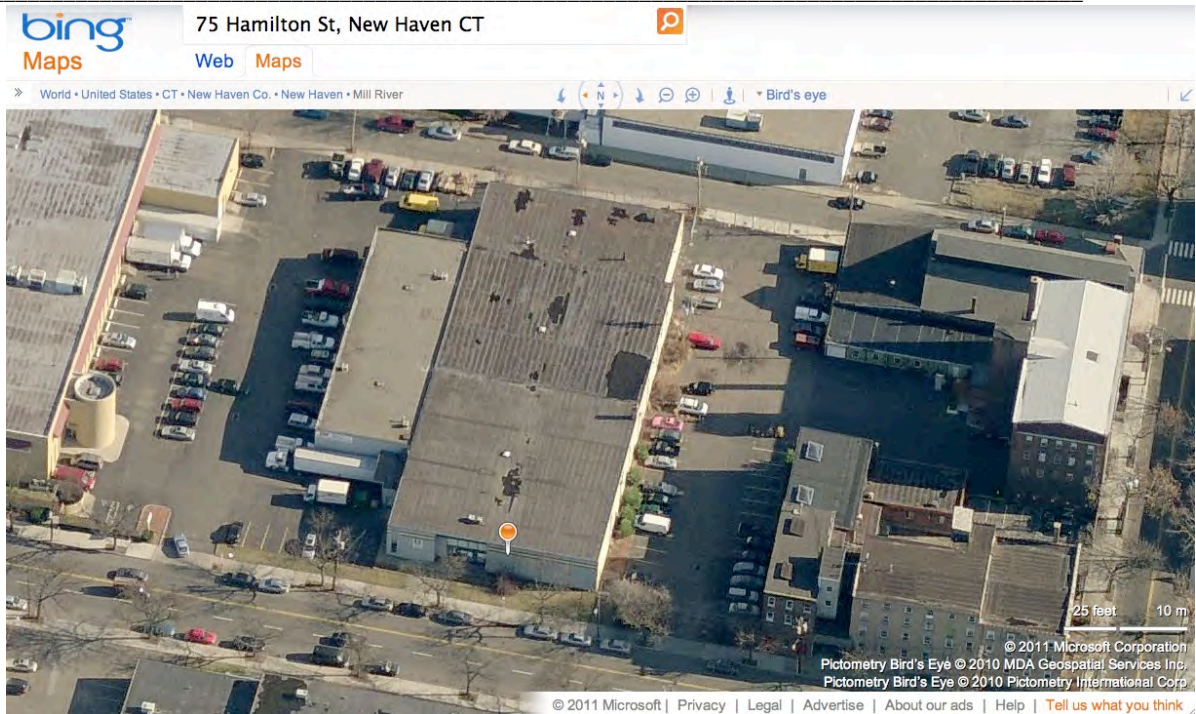 bing™
Maps
75 Hamilton St, New Haven CT
Web Maps
» World • United States • CT • New Haven Co. • New Haven • Mill River
N
Bird's eye
25 feet 10 m
© 2011 Microsoft Corporation
Pictometry Bird's Eye © 2010 MDA Geospatial Services Inc.
Pictometry Bird's Eye © 2010 Pictometry International Corp
© 2011 Microsoft | Privacy | Legal | Advertise | About our ads | Help | Tell us what you think